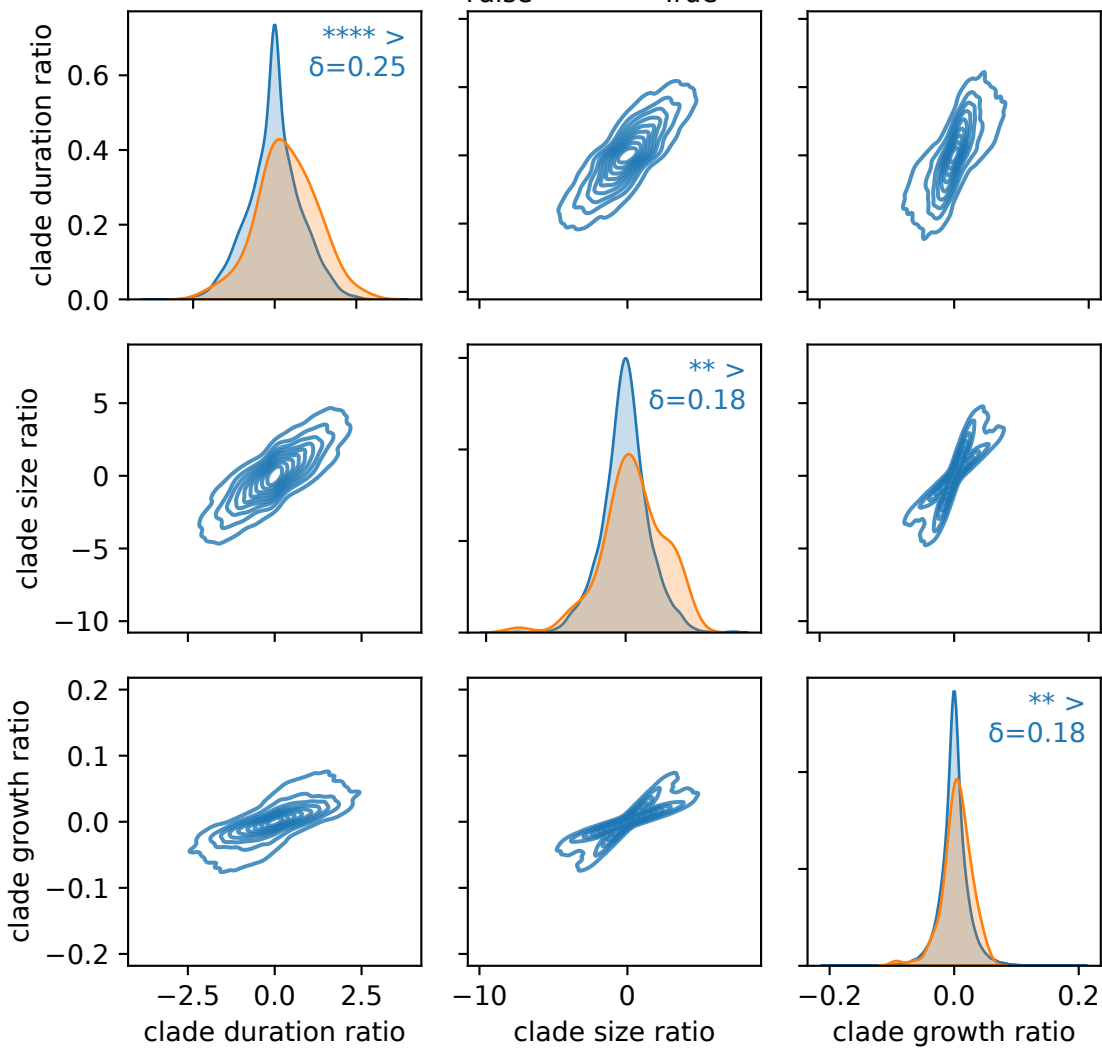 True
clade duration ratio
0.6
0.4
0.2
0.0
**** >
δ=0.25
clade size ratio
5
0
−5
−10
** >
δ=0.18
clade growth ratio
0.2
0.1
0.0
−0.1
−0.2
** >
δ=0.18
−2.5 0.0 2.5
−10 0
−0.2 0.0 0.2
clade duration ratio
clade size ratio
clade growth ratio